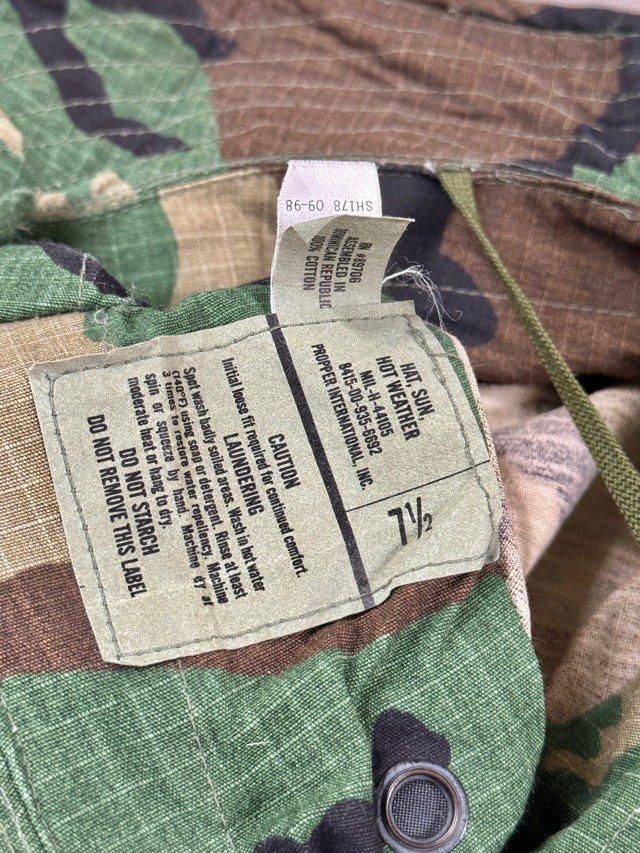 SH178 09-98
RN #89706
ASSEMBLED IN
DOMINICAN REPUBLIC
100% COTTON
HAT, SUN,
HOT WEATHER
MIL-H-44105
8415-00-935-5692
PROPPER INTERNATIONAL, INC.
7 1/2
CAUTION
Initial loose fit required for continued comfort.
LAUNDERING
Spot wash badly soiled areas. Wash in hot water
(140°F) using soap or detergent. Rinse at least
3 times to restore water repellency. Machine
spin or squeeze by hand. Machine dry at
moderate heat or hang to dry.
DO NOT STARCH
DO NOT REMOVE THIS LABEL